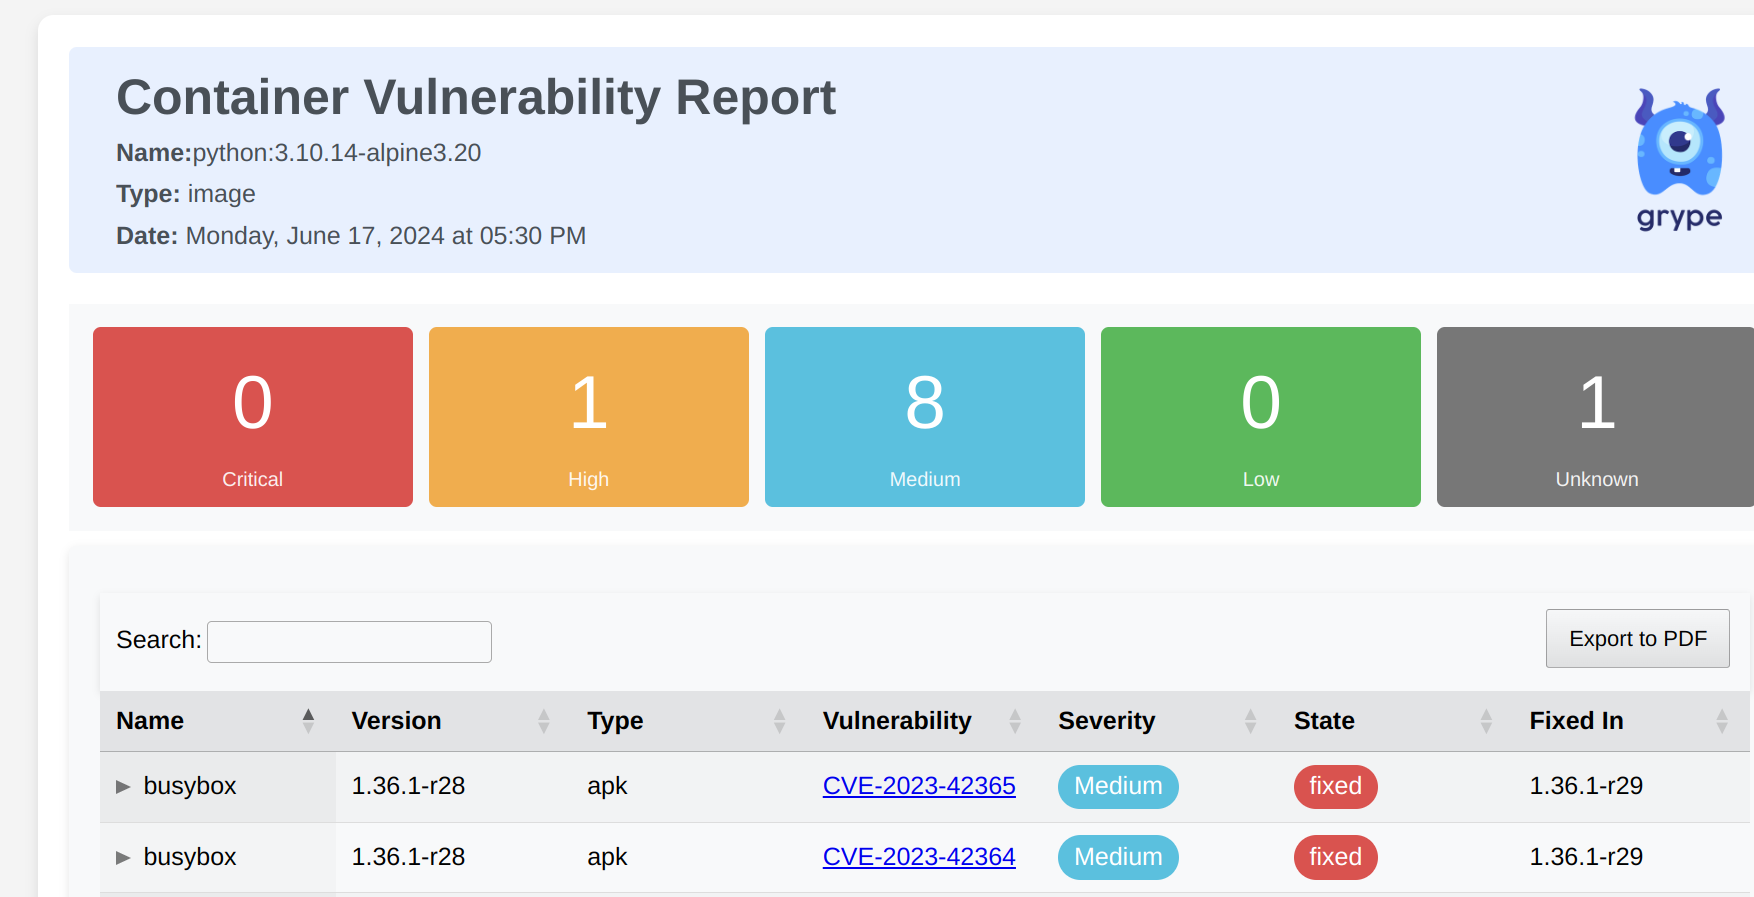 Container Vulnerability Report
Name:python:3.10.14-alpine3.20
Type: image
Date: Monday, June 17, 2024 at 05:30 PM
grype
0 1 8 0 1
Critical High Medium Low Unknown
Search: Export to PDF
Name Version Type Vulnerability Severity State Fixed In
busybox 1.36.1-r28 apk CVE-2023-42365 Medium fixed 1.36.1-r29
busybox 1.36.1-r28 apk CVE-2023-42364 Medium fixed 1.36.1-r29